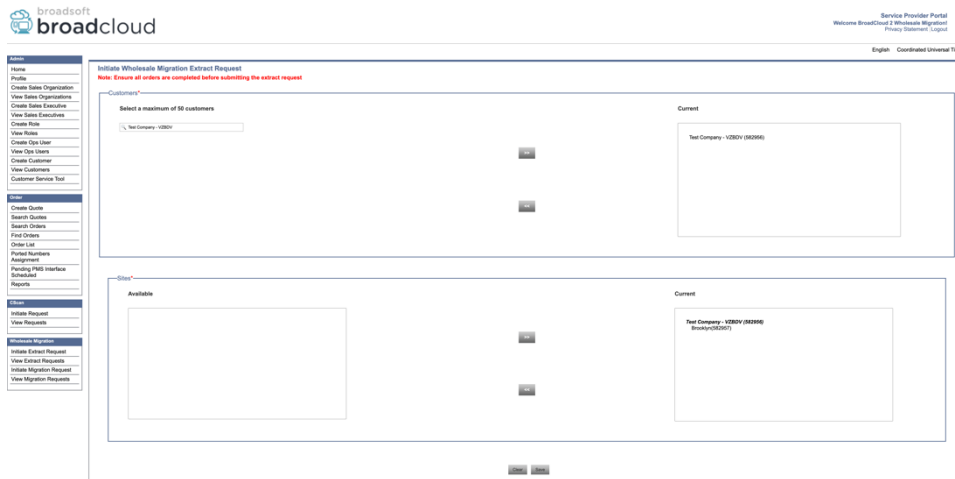 broadsoft
broadcloud
Service Provider Portal
Welcome BroadCloud 2 Wholesale Migration!
Privacy Statement Logout
English Coordinated Universal Ti
Admin
Home
Profile
Create Sales Organization
View Sales Organizations
Create Sales Executive
View Sales Executives
Create Role
View Roles
Create Ops User
View Ops Users
Create Customer
View Customers
Customer Service Tool
Order
Create Quote
Search Quotes
Search Orders
Find Orders
Order List
Ported Numbers
Assignment
Pending PMS Interface
Scheduled
Reports
CScan
Initiate Request
View Requests
Wholesale Migration
Initiate Extract Request
View Extract Requests
Initiate Migration Request
View Migration Requests
Initiate Wholesale Migration Extract Request
Note: Ensure all orders are completed before submitting the extract request
Customers*
Select a maximum of 50 customers
Test Company - VZBDV
>>
<<
Current
Test Company - VZBDV (582956)
Sites*
Available
>>
<<
Current
Test Company - VZBDV (582956)
Brooklyn(582957)
Clear Save